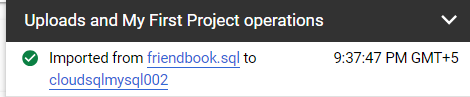 Uploads and My First Project operations
Imported from friendbook.sql to 9:37:47 PM GMT+5
cloudsqlmysql002